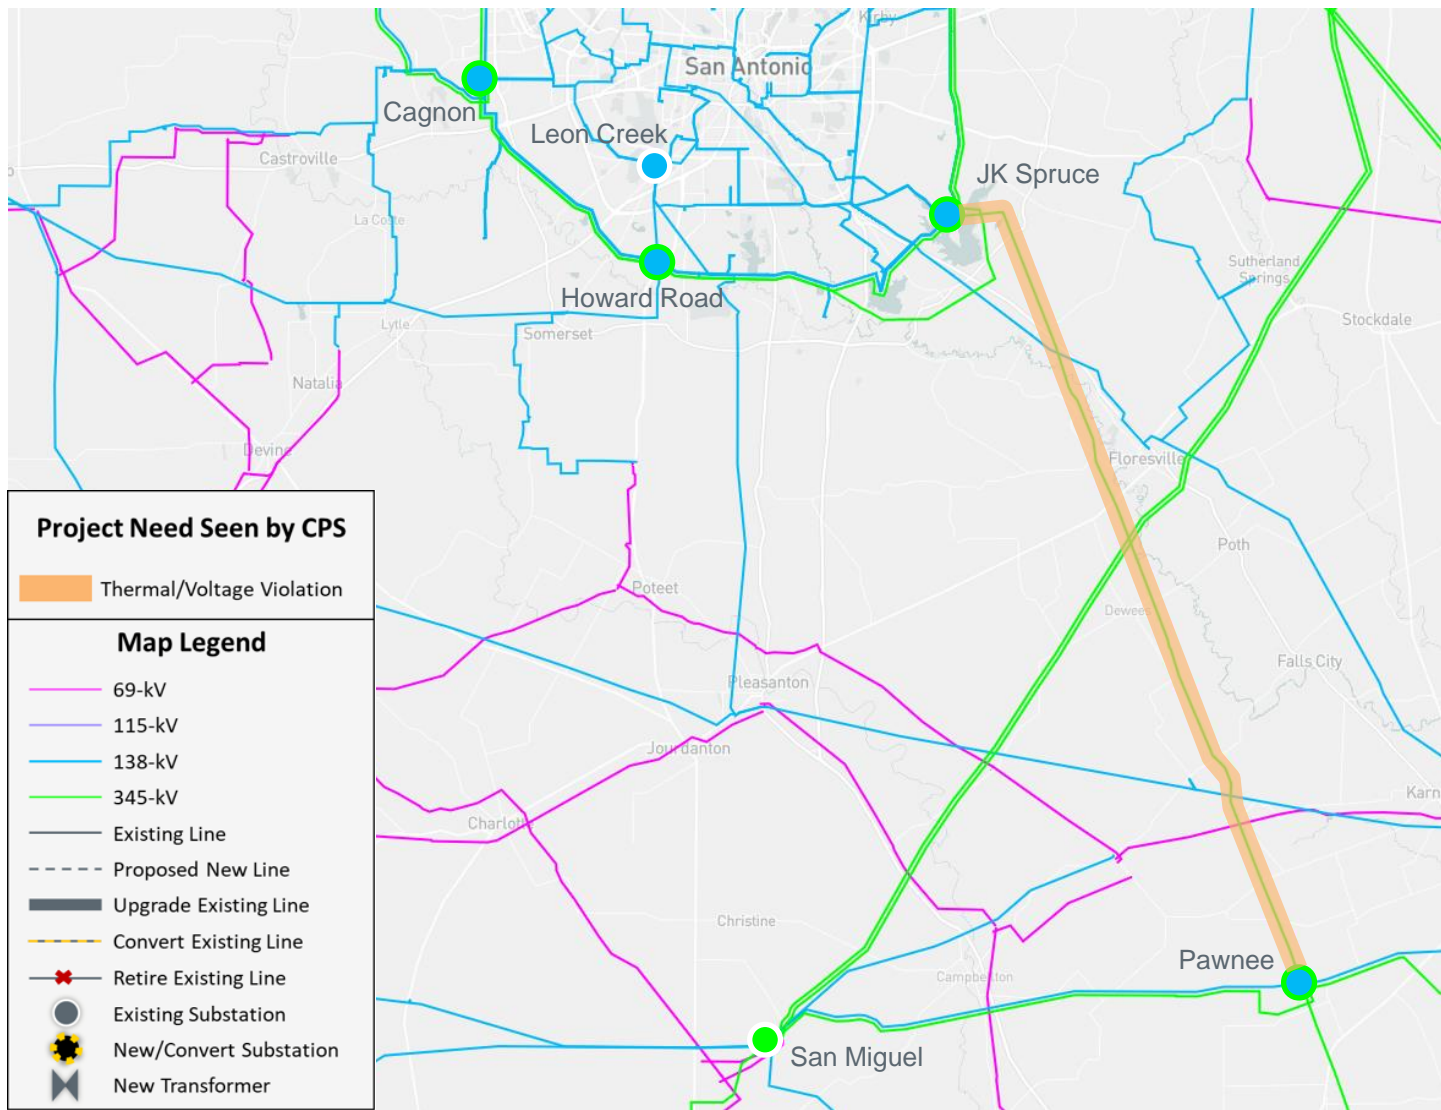 Kirby
San Antonio
Cagnon
Leon Creek
Castroville
JK Spruce
La Coste
Sutherland
Springs
Howard Road
Lytle
Somerset
Stockdale
Natalia
Devine
Floresville
Project Need Seen by CPS
Thermal/Voltage Violation
Poth
Poteet
Dewees
Map Legend
Falls City
69-kV
Pleasanton
115-kV
Jourdanton
138-kV
345-kV
Karn
Charlotte
Existing Line
Proposed New Line
Upgrade Existing Line
Christine
Convert Existing Line
Pawnee
Retire Existing Line
Campbellton
Existing Substation
New/Convert Substation
San Miguel
New Transformer